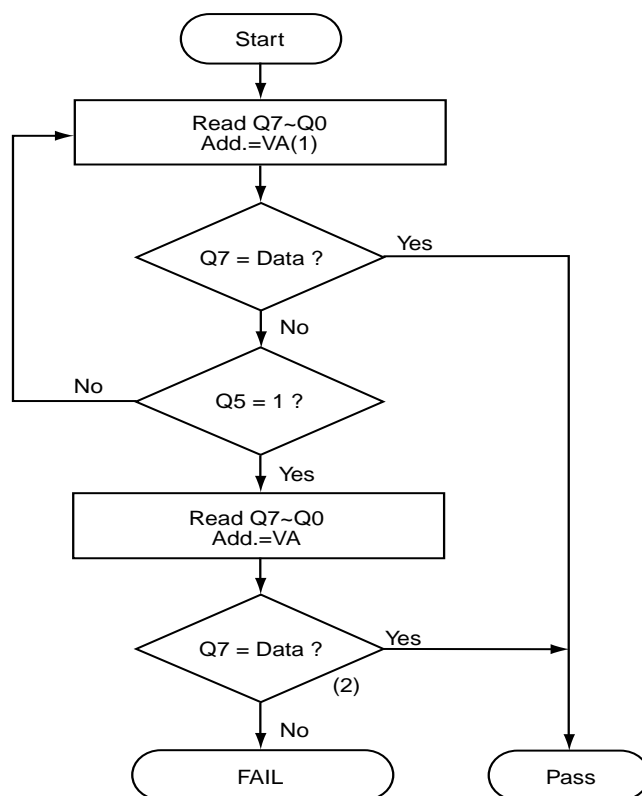 Start
Read Q7~Q0
Add.=VA(1)
Q7 = Data ?
Yes
No
Q5 = 1 ?
No
Yes
Read Q7~Q0
Add.=VA
Q7 = Data ?
Yes
(2)
No
FAIL
Pass